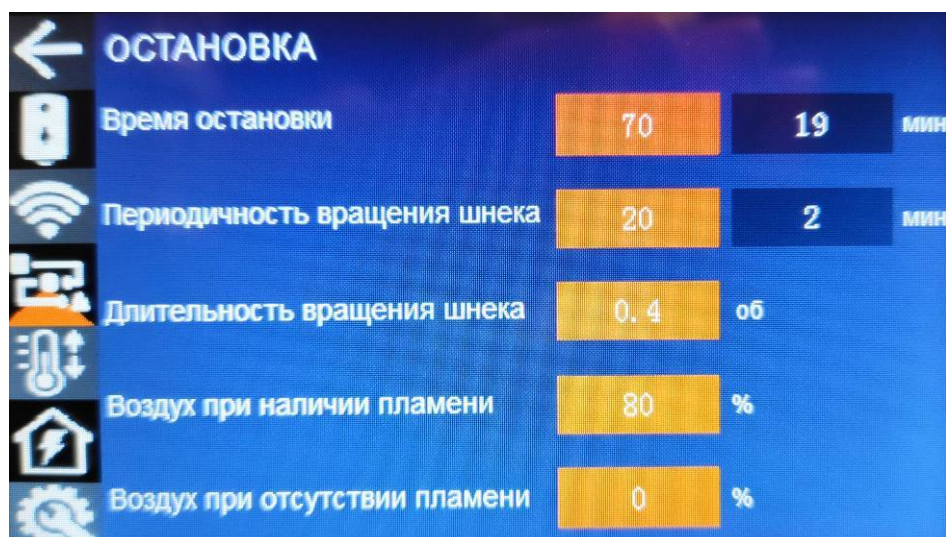 ОСТАНОВКА
Время остановки 70 19 мин
Периодичность вращения шнека 20 2 мин
Длительность вращения шнека 0.4 об
Воздух при наличии пламени 80 %
Воздух при отсутствии пламени 0 %